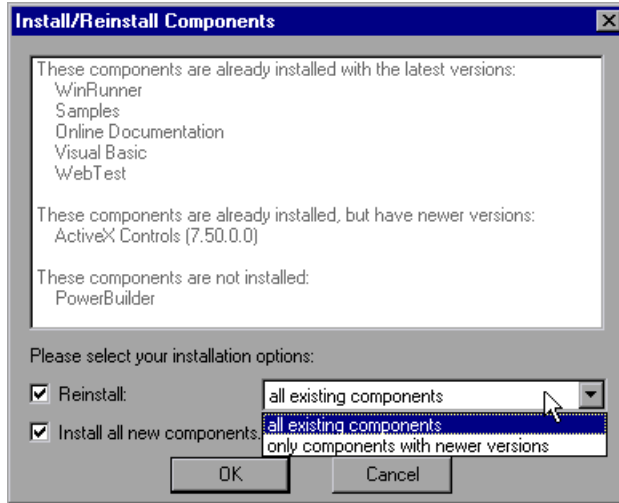 Install/Reinstall Components
These components are already installed with the latest versions:
WinRunner
Samples
Online Documentation
Visual Basic
WebTest
These components are already installed, but have newer versions:
ActiveX Controls (7.50.0.0)
These components are not installed:
PowerBuilder
Please select your installation options:
Reinstall: all existing components
all existing components
Install all new components.
only components with newer versions
OK Cancel